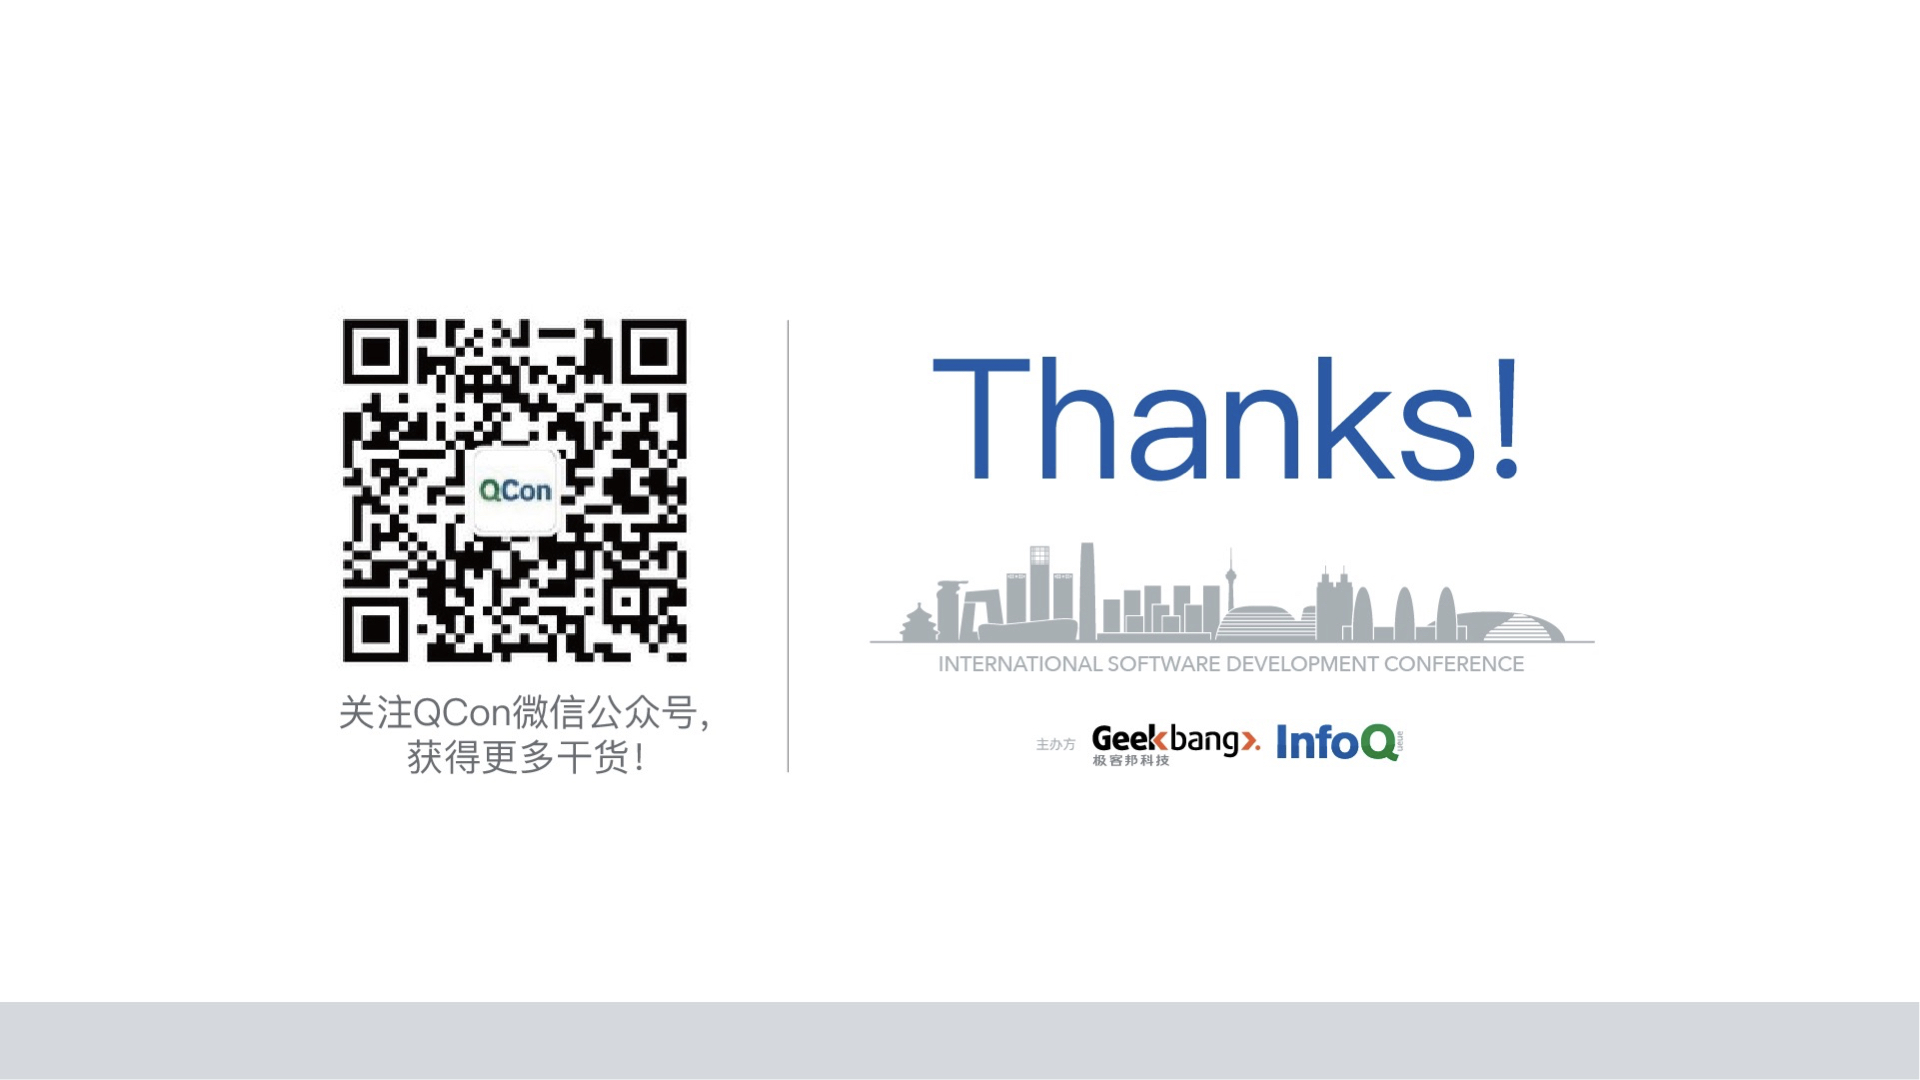 QCon
关注QCon微信公众号，
获得更多干货！
Thanks!
INTERNATIONAL SOFTWARE DEVELOPMENT CONFERENCE
主办方
Geekbang>.
极客邦科技
InfoQ
ueue